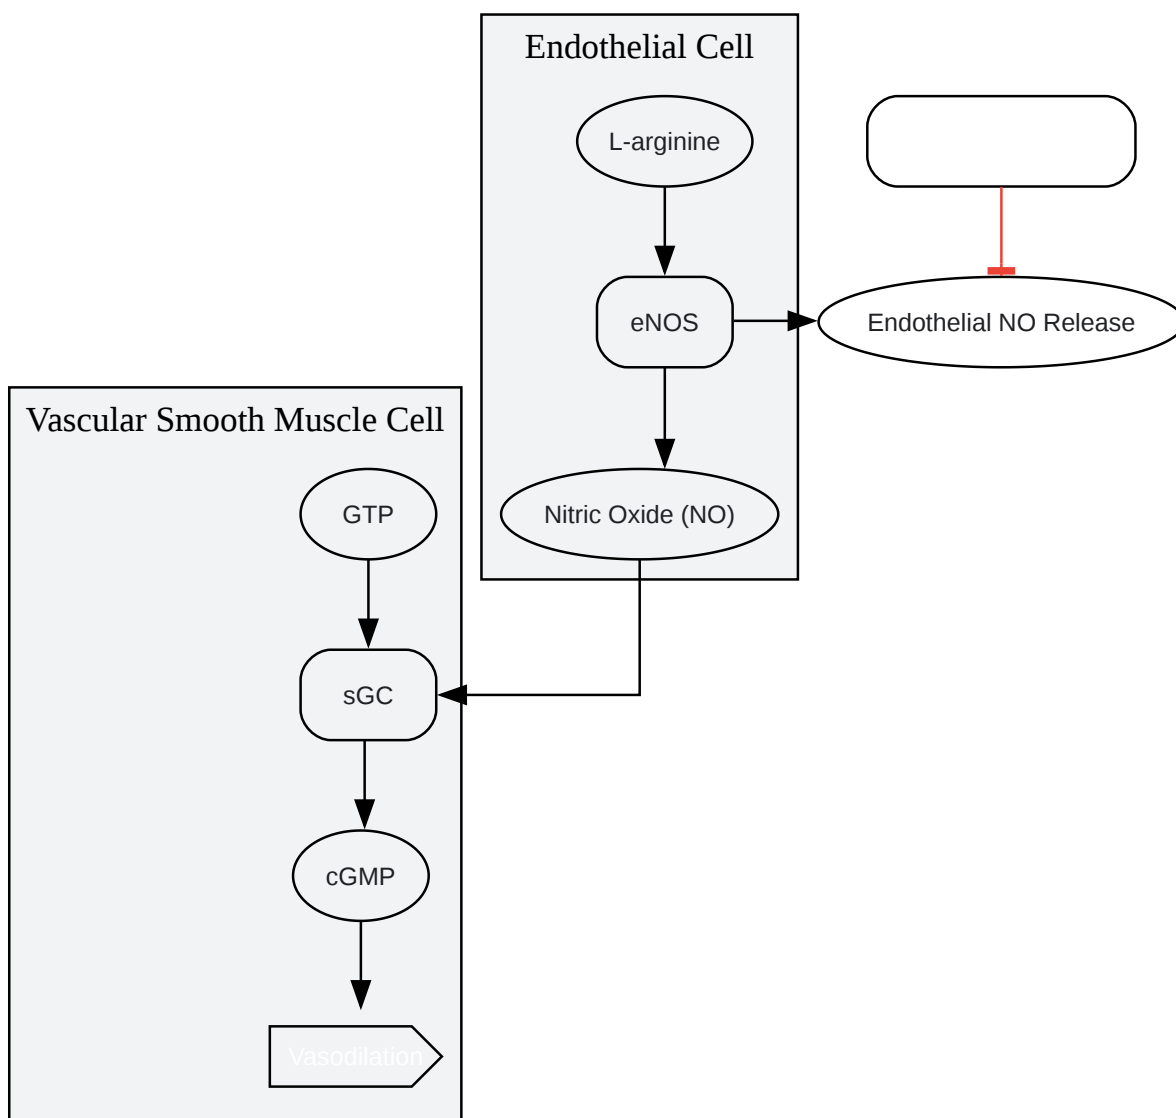 Endothelial Cell
L-arginine
eNOS
Endothelial NO Release
Vascular Smooth Muscle Cell
GTP
Nitric Oxide (NO)
sGC
cGMP
Vasodilation